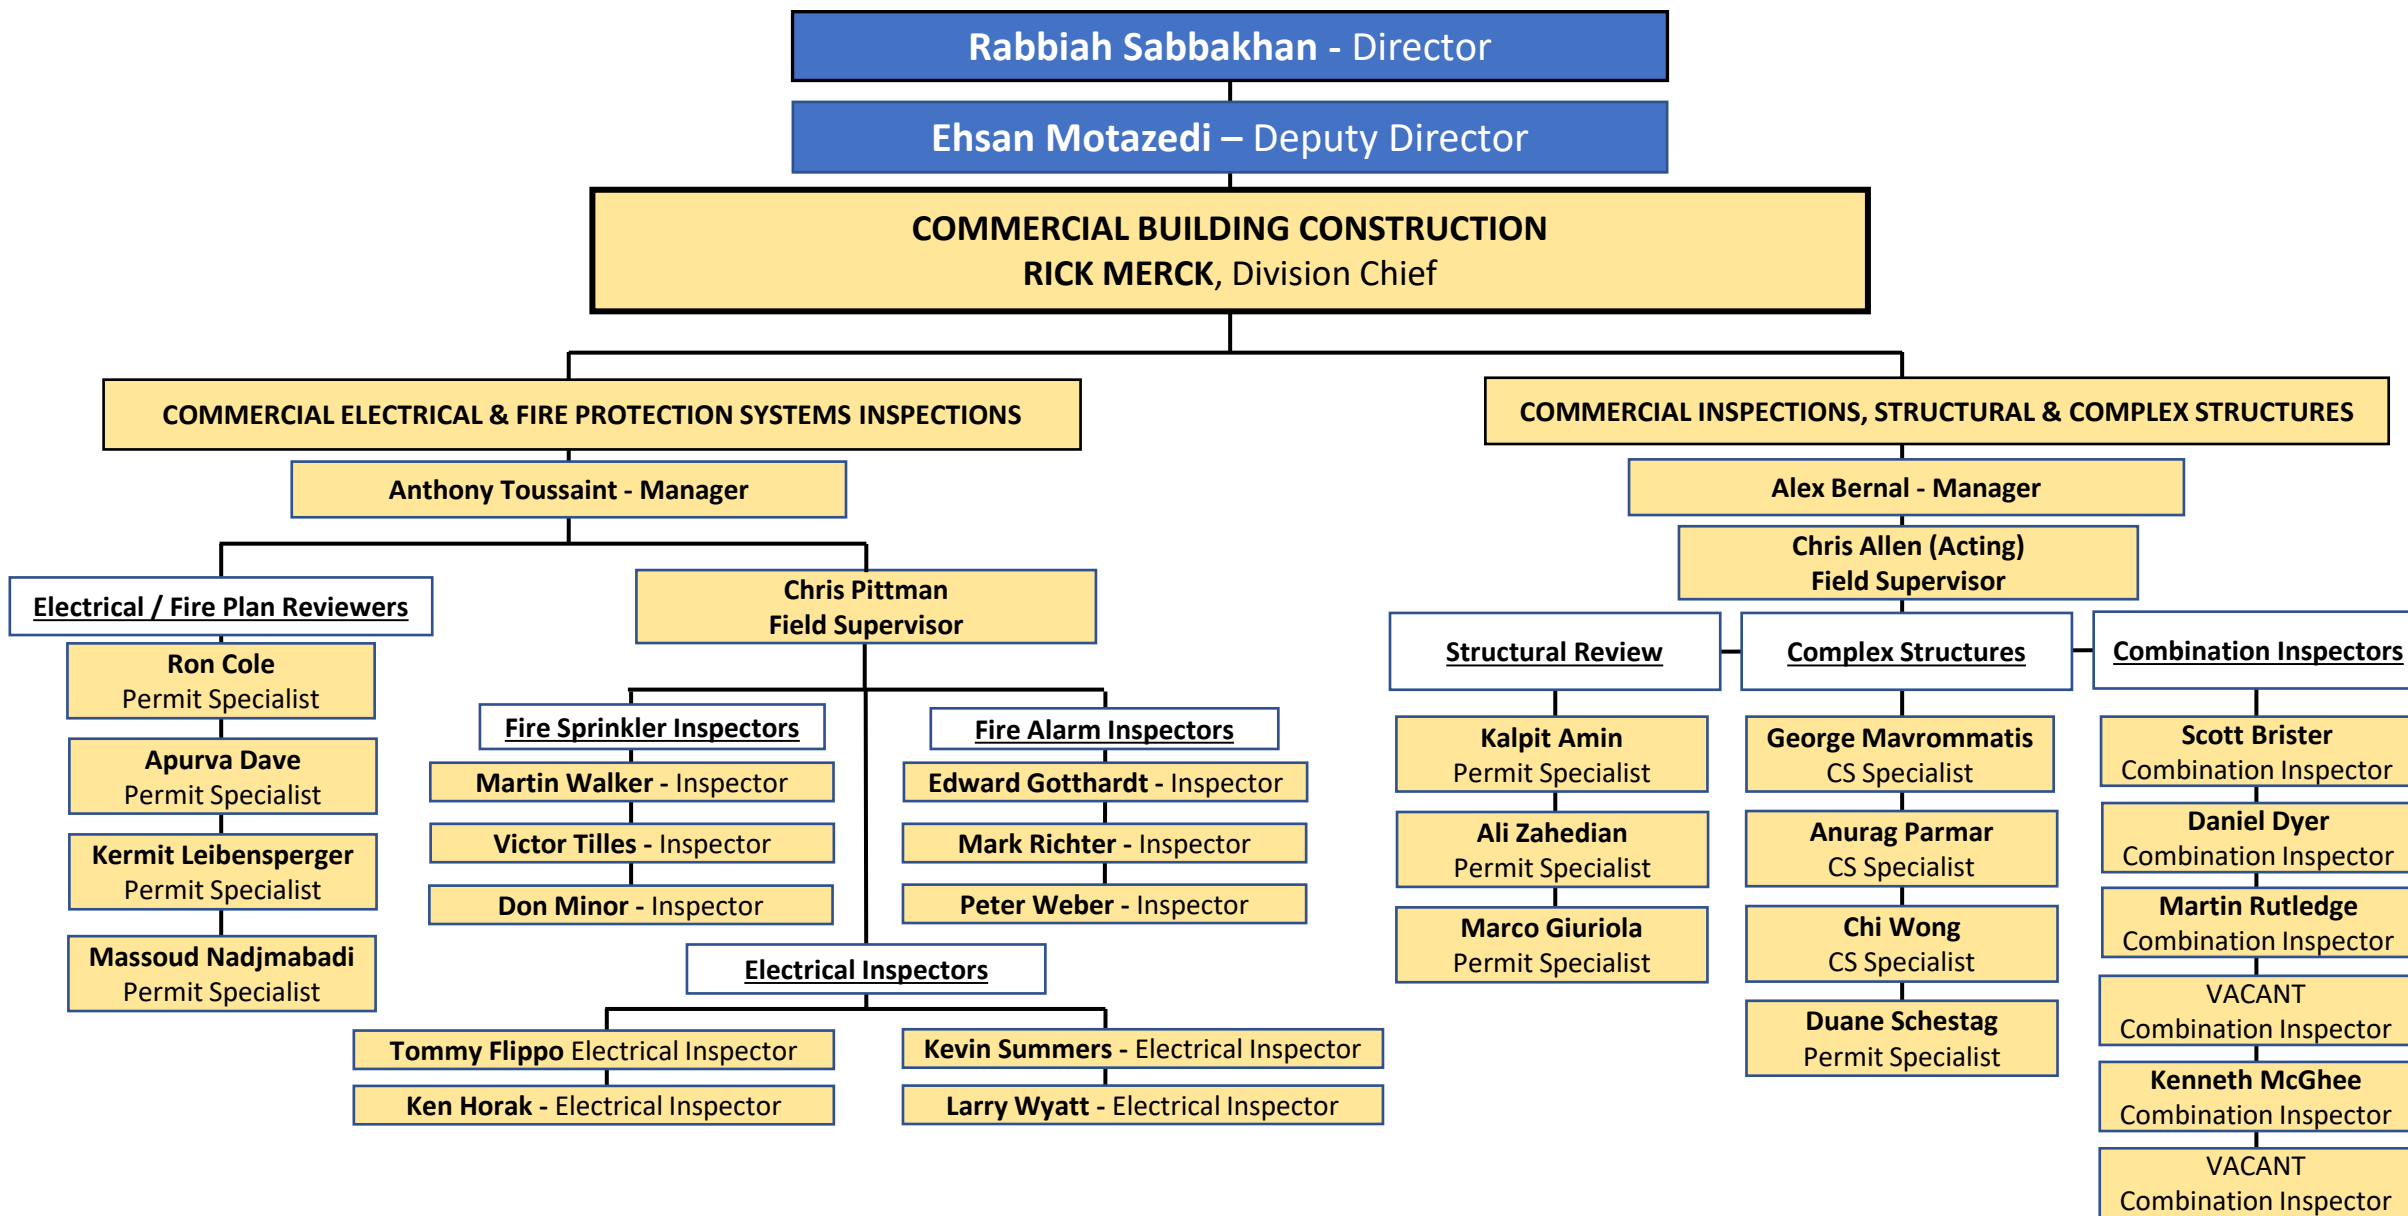 Rabbiah Sabbakhan - Director
Ehsan Motazedi – Deputy Director
COMMERCIAL BUILDING CONSTRUCTION
RICK MERCK, Division Chief
COMMERCIAL ELECTRICAL & FIRE PROTECTION SYSTEMS INSPECTIONS
Anthony Toussaint - Manager
Electrical / Fire Plan Reviewers
Ron Cole
Permit Specialist
Apurva Dave
Permit Specialist
Kermit Leibensperger
Permit Specialist
Massoud Nadjmabadi
Permit Specialist
Chris Pittman
Field Supervisor
Fire Sprinkler Inspectors
Martin Walker - Inspector
Victor Tilles - Inspector
Don Minor - Inspector
Fire Alarm Inspectors
Edward Gotthardt - Inspector
Mark Richter - Inspector
Peter Weber - Inspector
Electrical Inspectors
Tommy Flippo Electrical Inspector
Ken Horak - Electrical Inspector
Kevin Summers - Electrical Inspector
Larry Wyatt - Electrical Inspector
COMMERCIAL INSPECTIONS, STRUCTURAL & COMPLEX STRUCTURES
Alex Bernal - Manager
Chris Allen (Acting)
Field Supervisor
Structural Review
Kalpit Amin
Permit Specialist
Ali Zahedian
Permit Specialist
Marco Giuriola
Permit Specialist
Complex Structures
George Mavrommatis
CS Specialist
Anurag Parmar
CS Specialist
Chi Wong
CS Specialist
Duane Schestag
Permit Specialist
Combination Inspectors
Scott Brister
Combination Inspector
Daniel Dyer
Combination Inspector
Martin Rutledge
Combination Inspector
VACANT
Combination Inspector
Kenneth McGhee
Combination Inspector
VACANT
Combination Inspector